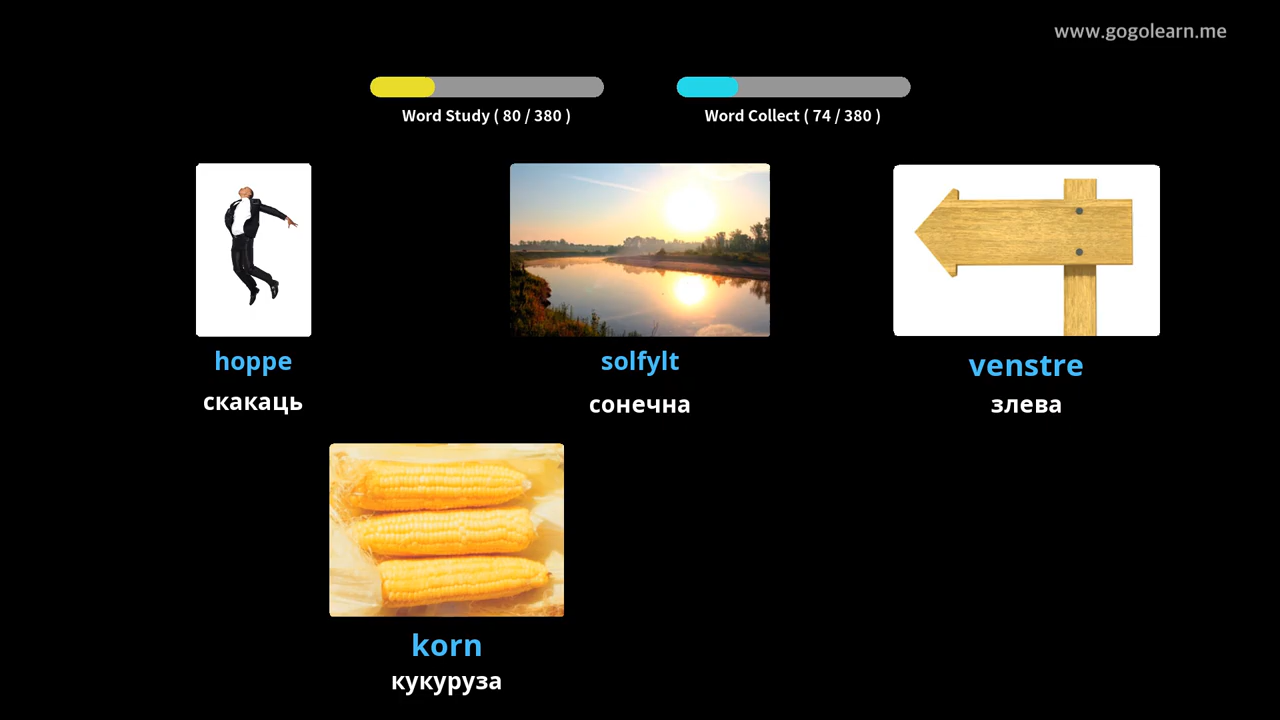 www.gogolearn.me
Word Study ( 80 / 380 )
Word Collect ( 74 / 380 )
hoppe
скакаць
solfylt
сонечна
venstre
злева
korn
кукуруза